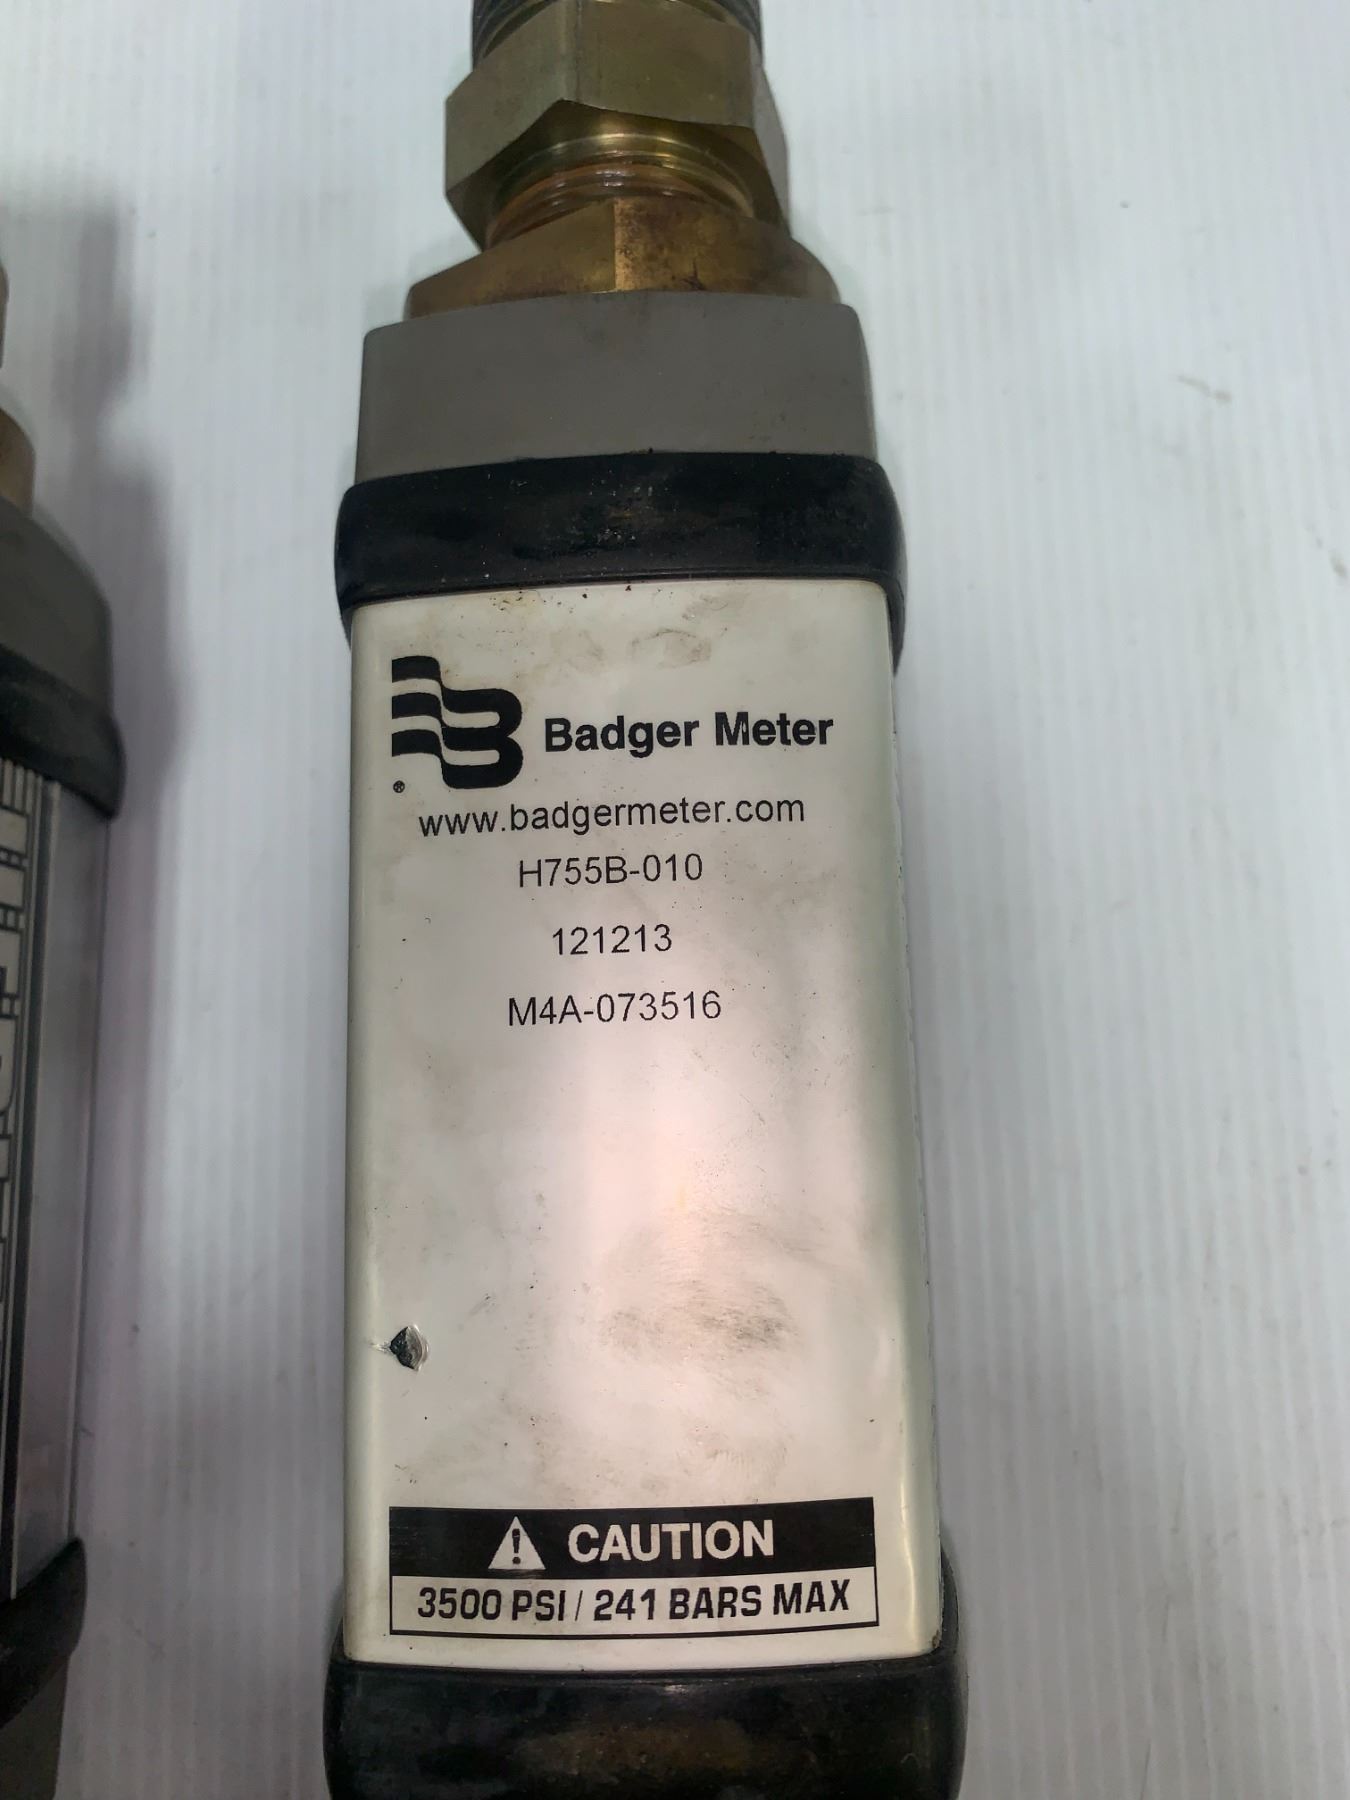 Badger Meter
®
www.badgermeter.com
H755B-010
121213
M4A-073516
CAUTION
3500 PSI / 241 BARS MAX